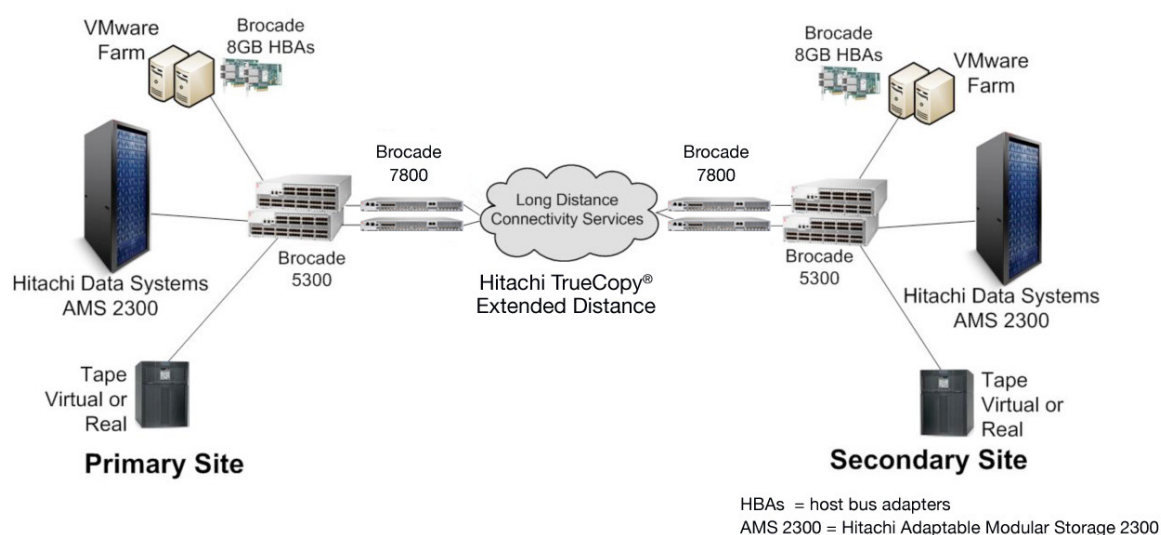 VMware
Farm
Brocade
8GB HBAs
Brocade
7800
Brocade
5300
Hitachi Data Systems
AMS 2300
Tape
Virtual or
Real
Primary Site
Long Distance
Connectivity Services
Hitachi TrueCopy®
Extended Distance
Brocade
8GB HBAs
VMware
Farm
Brocade
7800
Brocade
5300
Hitachi Data Systems
AMS 2300
Tape
Virtual or
Real
Secondary Site
HBAs = host bus adapters
AMS 2300 = Hitachi Adaptable Modular Storage 2300